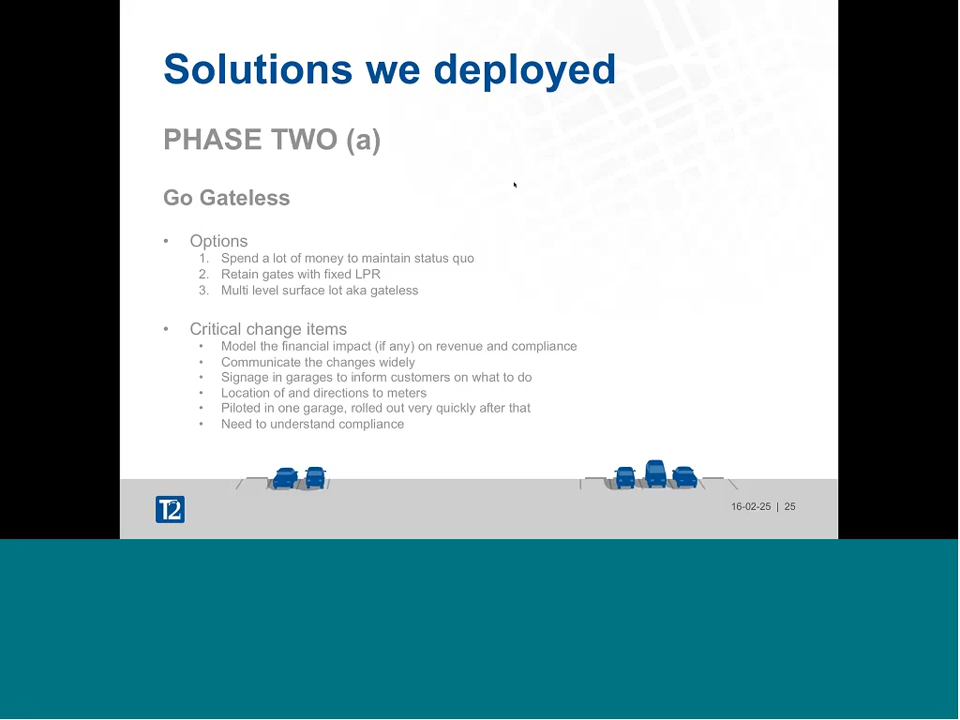 Solutions we deployed
PHASE TWO (a)
Go Gateless
• Options
1. Spend a lot of money to maintain status quo
2. Retain gates with fixed LPR
3. Multi level surface lot aka gateless
• Critical change items
• Model the financial impact (if any) on revenue and compliance
• Communicate the changes widely
• Signage in garages to inform customers on what to do
• Location of and directions to meters
• Piloted in one garage, rolled out very quickly after that
• Need to understand compliance
T2
16-02-25 | 25